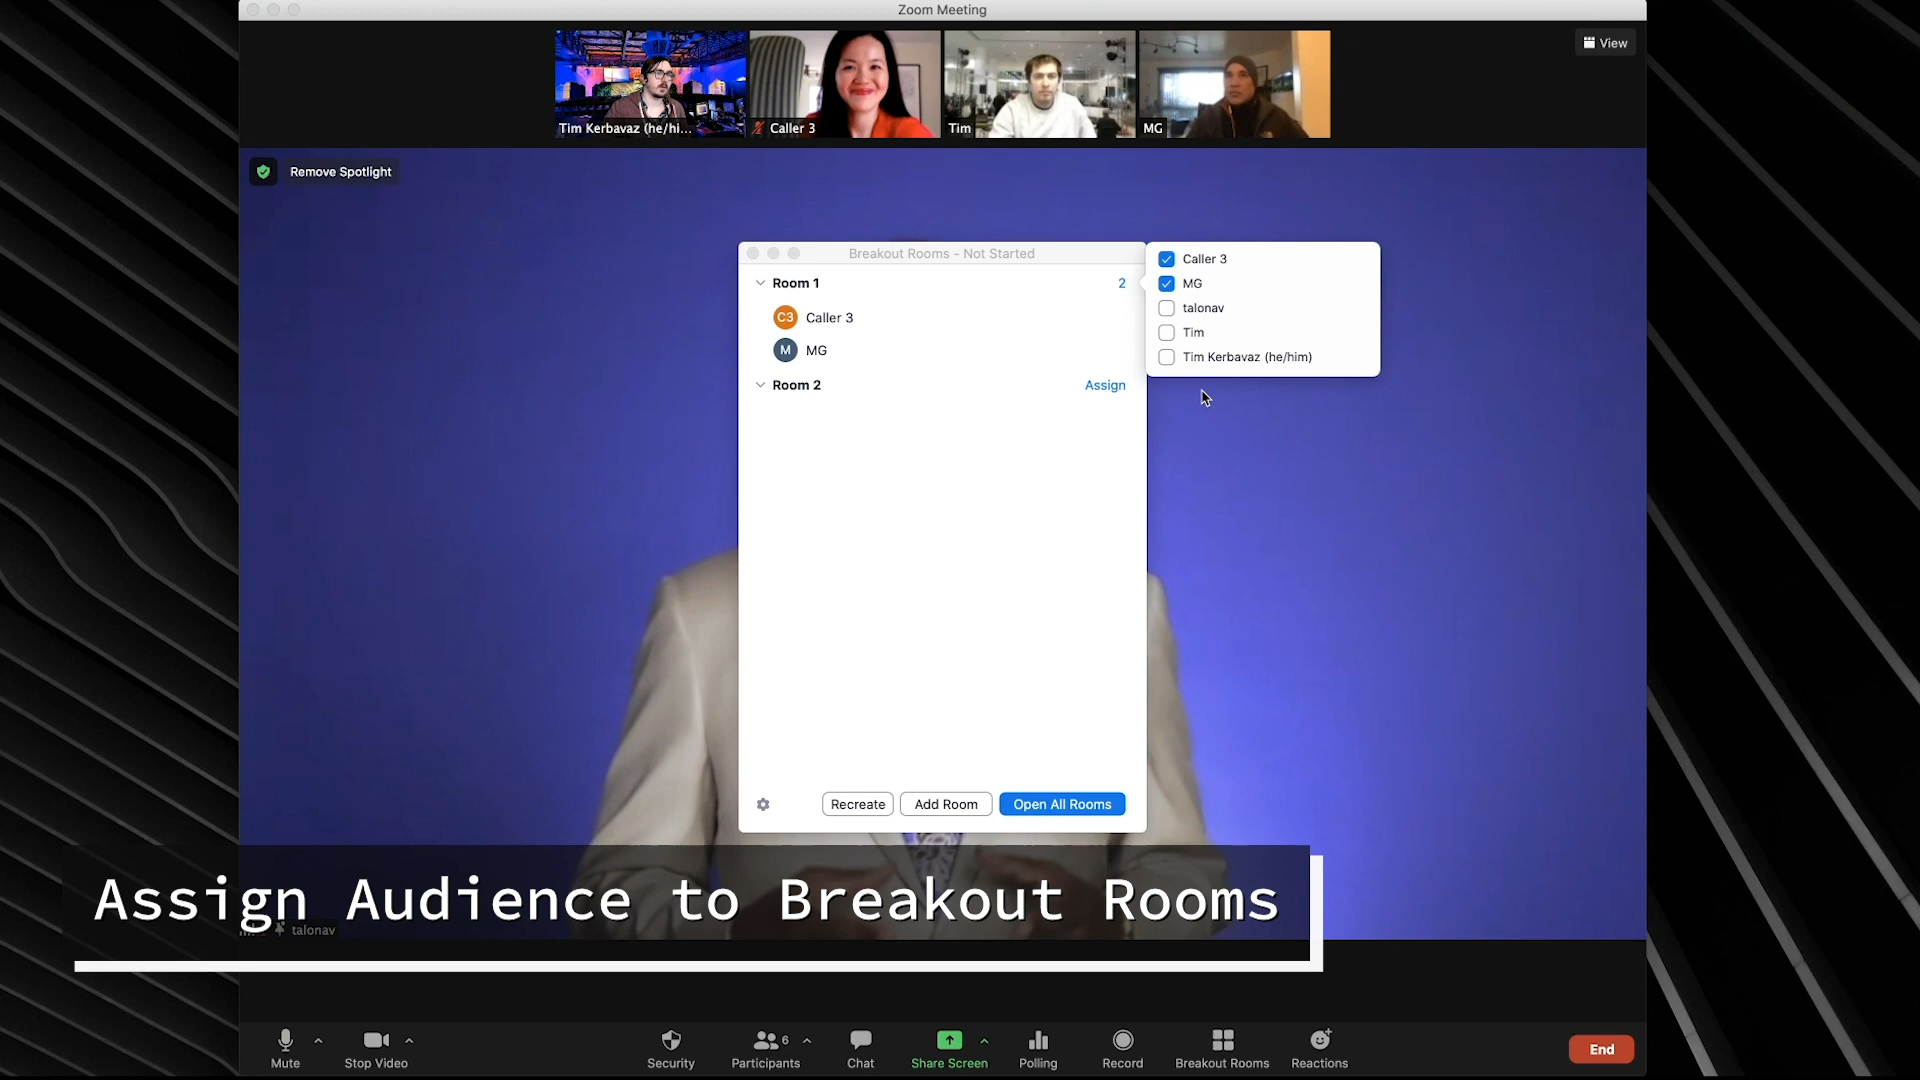 Zoom Meeting
View
Tim Kerbavaz (he/hi...
Caller 3
Tim
MG
Remove Spotlight
Breakout Rooms - Not Started
Room 1
2
C3 Caller 3
M MG
Room 2
Assign
Caller 3
MG
talonav
Tim
Tim Kerbavaz (he/him)
Recreate
Add Room
Open All Rooms
Assign Audience to Breakout Rooms
talonav
Mute
Stop Video
Security
Participants 6
Chat
Share Screen
Polling
Record
Breakout Rooms
Reactions
End